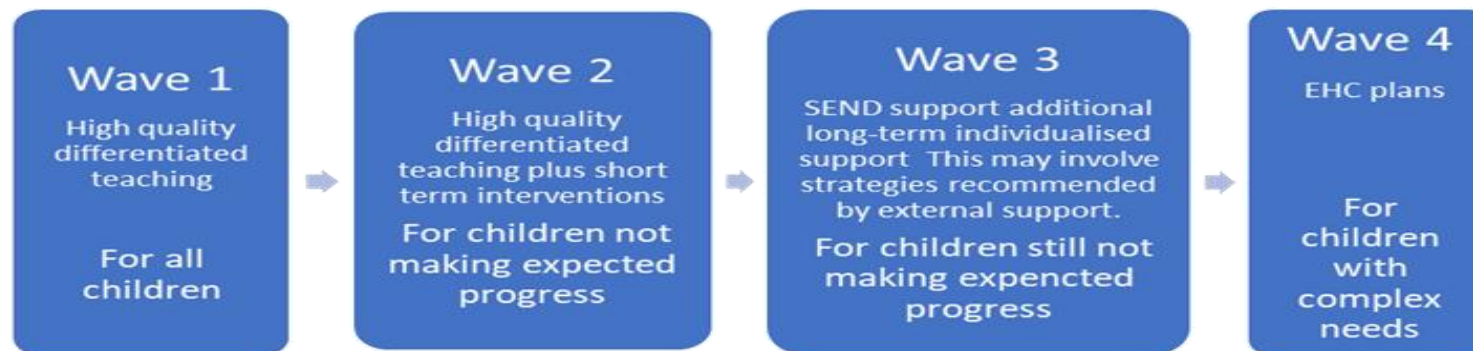 Wave 1
High quality
differentiated
teaching
For all
children
Wave 2
High quality
differentiated
teaching plus short
term interventions
For children not
making expected
progress
Wave 3
SEND support additional
long-term individualised
support This may involve
strategies recommended
by external support.
For children still not
making expencted
progress
Wave 4
EHC plans
For
children
with
complex
needs